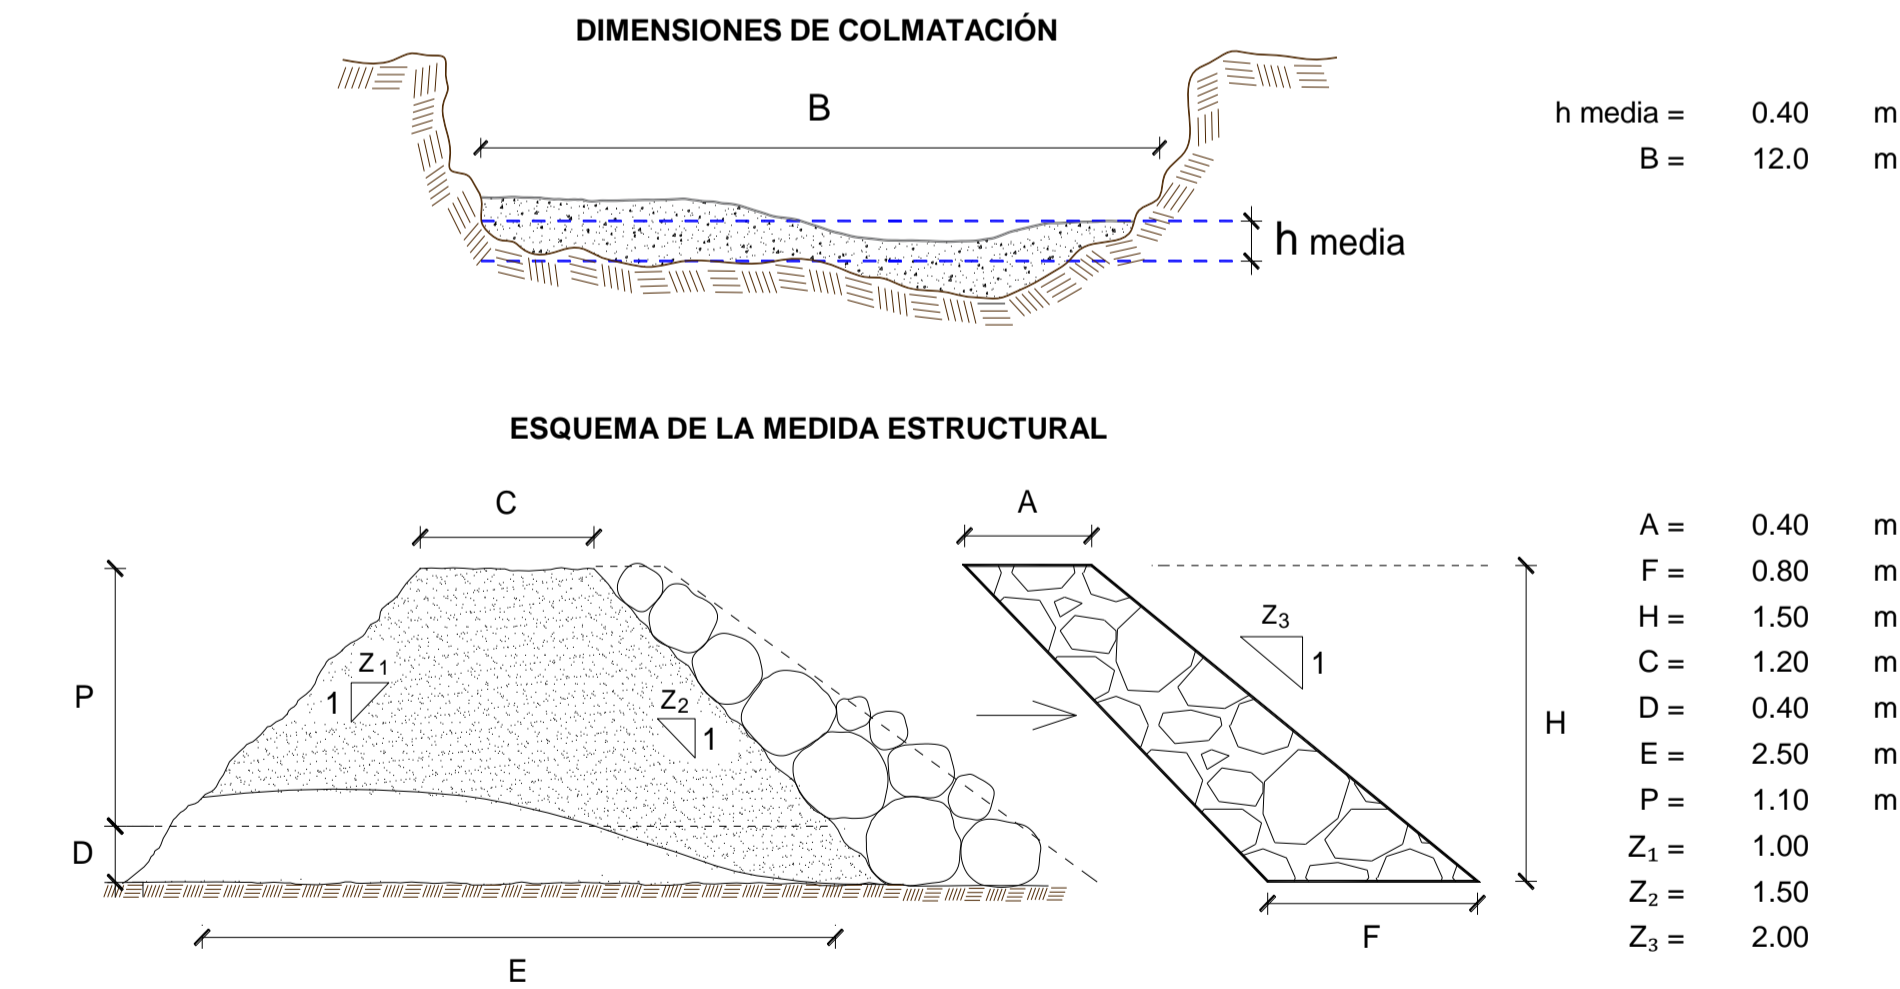 DIMENSIONES DE COLMATACIÓN
B
h media = 0.40 m
B = 12.0 m
h media
ESQUEMA DE LA MEDIDA ESTRUCTURAL
C
A
P
D
Z1
1
Z2
1
E
Z3
1
H
F
A = 0.40 m
F = 0.80 m
H = 1.50 m
C = 1.20 m
D = 0.40 m
E = 2.50 m
P = 1.10 m
Z1 = 1.00
Z2 = 1.50
Z3 = 2.00